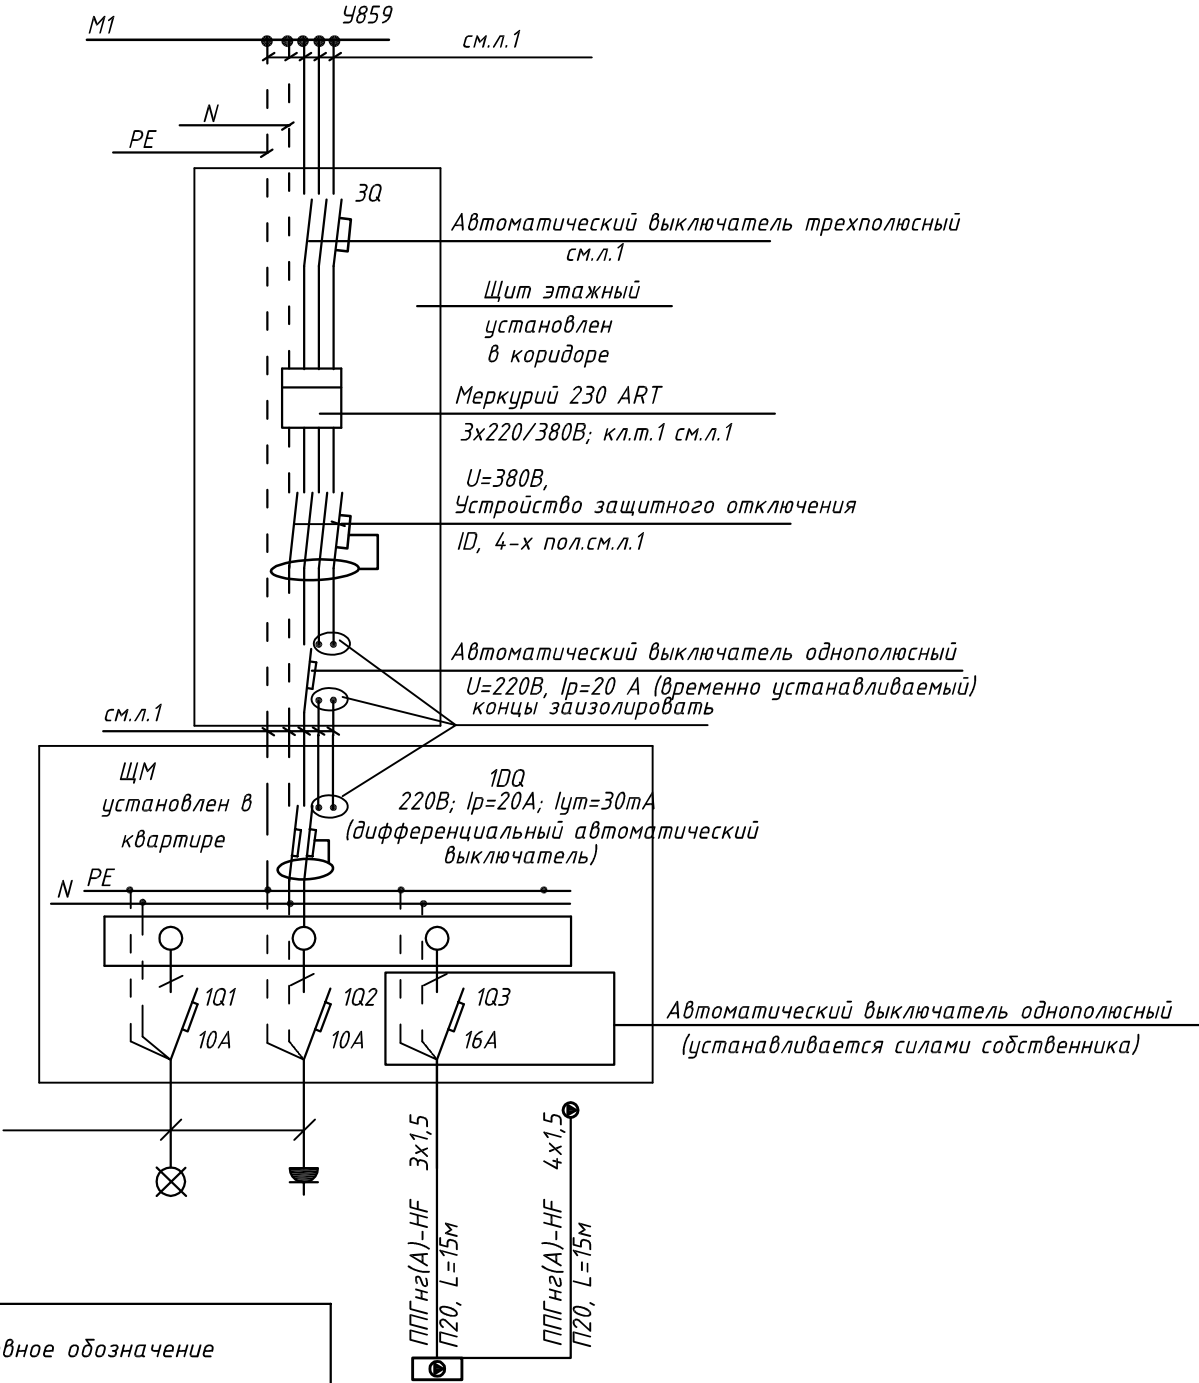 М1
У859
см.л.1
N
PE
3Q
Автоматический выключатель трехполюсный
см.л.1
Щит этажный
установлен
в коридоре
Меркурий 230 ART
3х220/380В; кл.т.1 см.л.1
U=380В,
Устройство защитного отключения
ID, 4-х пол.см.л.1
Автоматический выключатель однополюсный
U=220В, Iр=20 А (временно устанавливаемый)
концы заизолировать
см.л.1
ЩМ
установлен в
квартире
1DQ
220В; Iр=20А; Iут=30mA
(дифференциальный автоматический
выключатель)
PE
N
1Q1
10А
1Q2
10А
1Q3
16А
Автоматический выключатель однополюсный
(устанавливается силами собственника)
ППГнг(А)-HF 3х1,5
П20, L=15м
ППГнг(А)-HF 4х1,5
П20, L=15м
вное обозначение